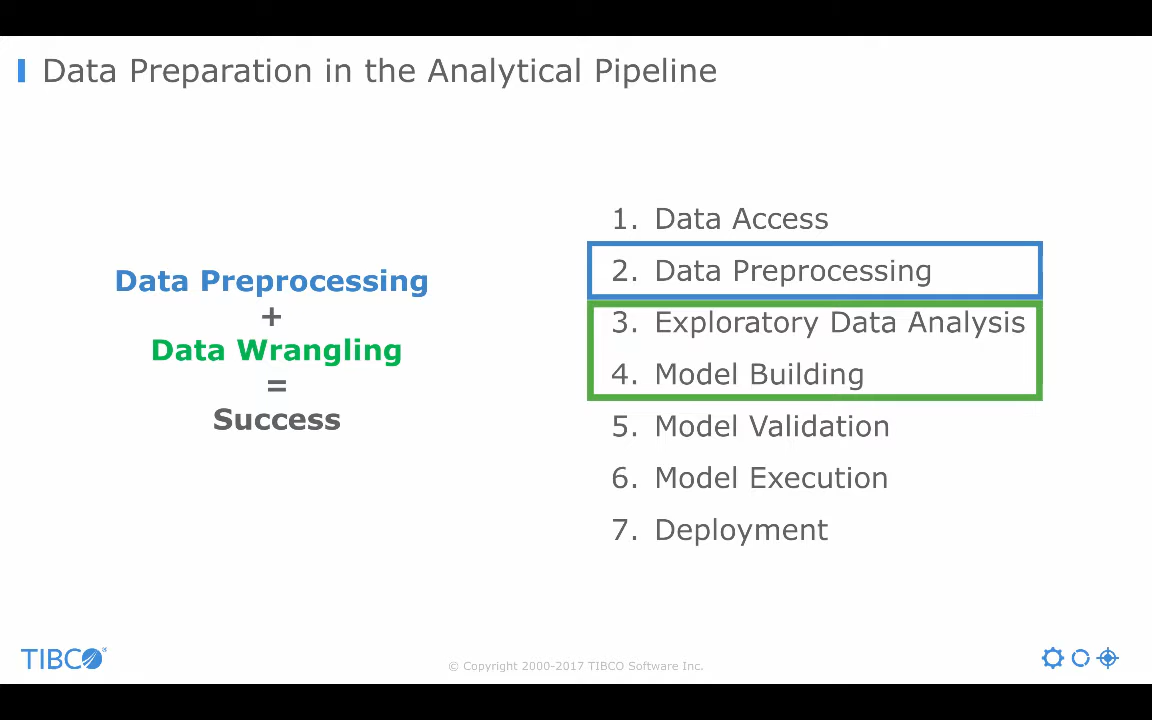 Data Preparation in the Analytical Pipeline
Data Preprocessing
+
Data Wrangling
=
Success
1. Data Access
2. Data Preprocessing
3. Exploratory Data Analysis
4. Model Building
5. Model Validation
6. Model Execution
7. Deployment
TIBCO®
© Copyright 2000-2017 TIBCO Software Inc.